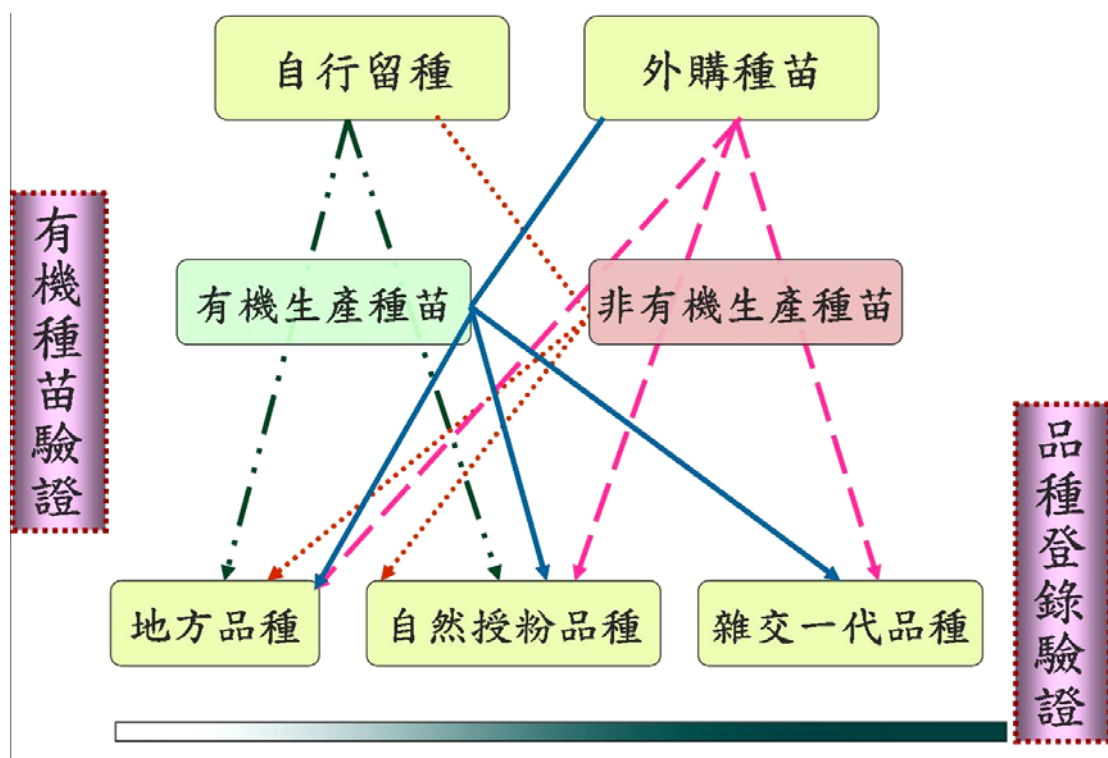 自行留種
外購種苗
有機種苗驗證
有機生產種苗
非有機生產種苗
品種登錄驗證
地方品種
自然授粉品種
雜交一代品種